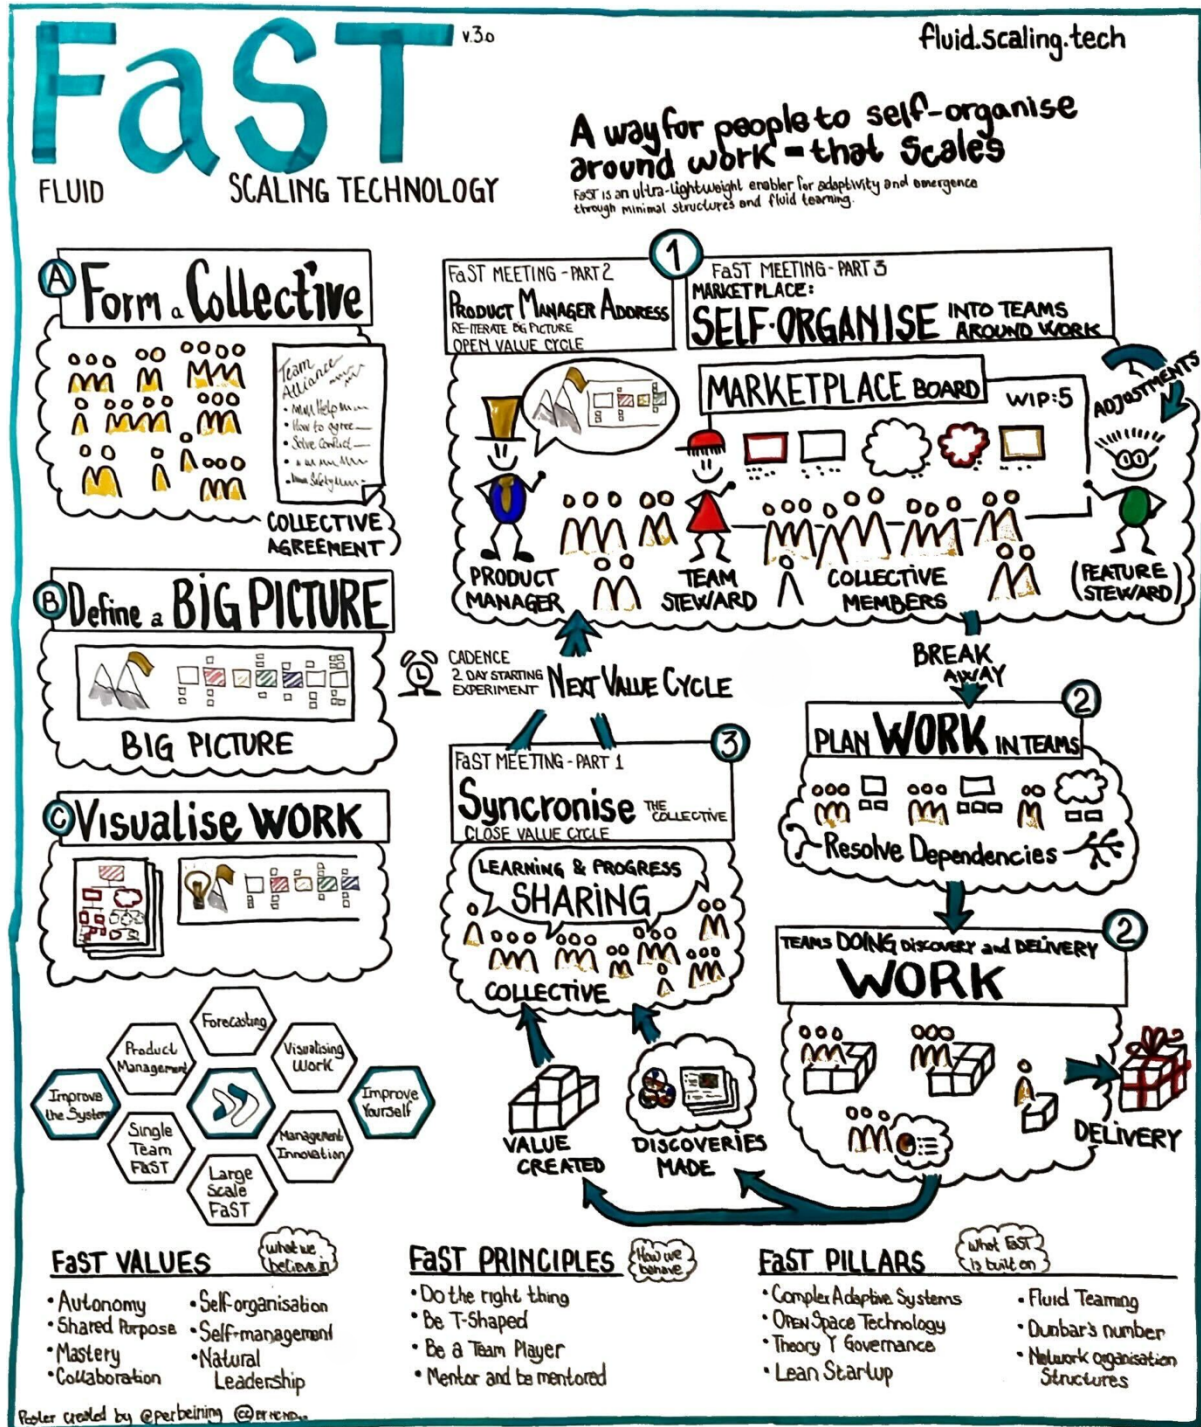 FaST
v.3.0
FLUID SCALING TECHNOLOGY
fluid.scaling.tech
A way for people to self-organise
around work - that scales
FaST is an ultra-lightweight enabler for adaptivity and emergence
through minimal structures and fluid teaming.
A
Form a Collective
Team
Alliance
Help
• How to agree
• Solve Conflict
Safety
COLLECTIVE
AGREEMENT
B
Define a BIG PICTURE
BIG PICTURE
C
Visualise WORK
1
FaST MEETING - PART 2
PRODUCT MANAGER ADDRESS
RE-ITERATE BIG PICTURE
OPEN VALUE CYCLE
FaST MEETING - PART 3
MARKETPLACE:
SELF-ORGANISE INTO TEAMS
AROUND WORK
MARKETPLACE BOARD
WIP:5
ADJUSTMENTS
PRODUCT
MANAGER
TEAM
STEWARD
COLLECTIVE
MEMBERS
(FEATURE
STEWARD)
BREAK
AWAY
CADENCE
2 DAY STARTING
EXPERIMENT
NEXT VALUE CYCLE
2
PLAN WORK IN TEAMS
Resolve Dependencies
2
TEAMS DOING DISCOVERY and DELIVERY
WORK
DELIVERY
3
FaST MEETING - PART 1
Syncronise THE
COLLECTIVE
CLOSE VALUE CYCLE
LEARNING & PROGRESS
SHARING
COLLECTIVE
VALUE
CREATED
DISCOVERIES
MADE
Forecasting
Product
Management
Visualising
Work
Improve
the System
Improve
Yourself
Single
Team
FaST
Management
Innovation
Large
Scale
FaST
FaST VALUES
what we
believe in
• Autonomy
• Shared Purpose
• Mastery
• Collaboration
• Self-organisation
• Self-management
• Natural
Leadership
FaST PRINCIPLES
How we
behave
• Do the right thing
• Be T-Shaped
• Be a Team Player
• Mentor and be mentored
FaST PILLARS
What FaST
is built on
• Complex Adaptive Systems
• OPEN Space Technology
• Theory Y Governance
• Lean Startup
• Fluid Teaming
• Dunbar's number
• Network organisation
Structures
Poster created by @perbeining